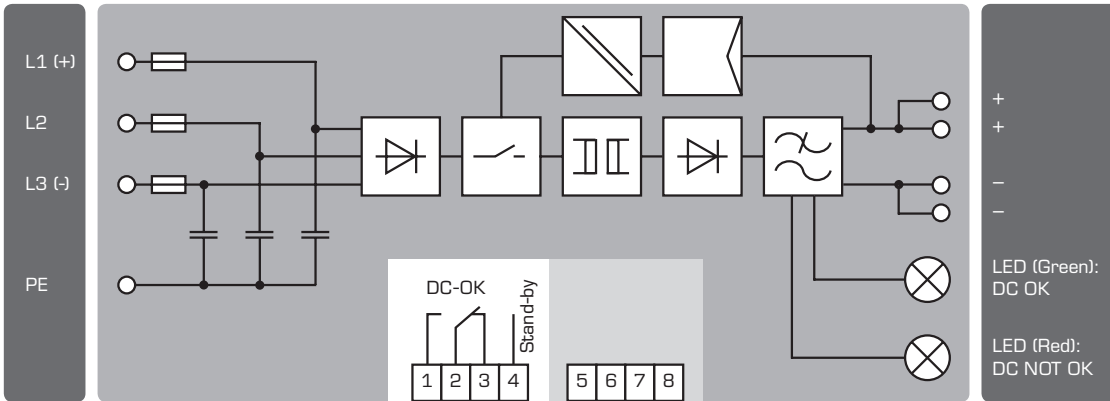 L1 (+)
L2
L3 (-)
PE
+
+
–
–
LED (Green):
DC OK
LED (Red):
DC NOT OK
DC-OK
Stand-by
1 2 3 4
5 6 7 8